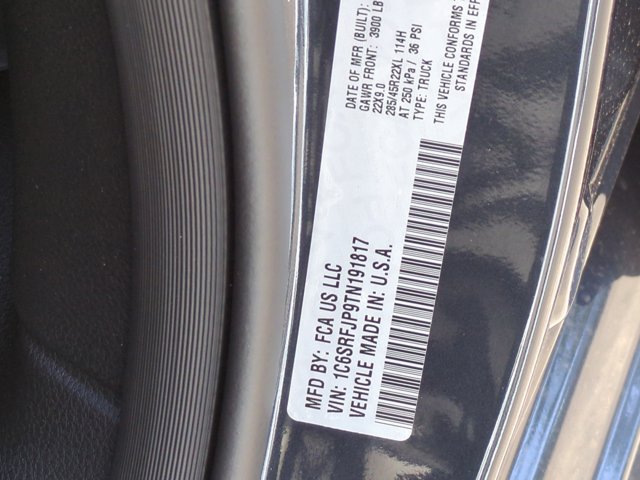 MFD BY: FCA US LLC
VIN: 1C6SRFJP9TN191817
VEHICLE MADE IN: U.S.A.
DATE OF MFR (BUILT):
GAWR FRONT: 3900 LB
22X9.0
285/45R22XL 114H
AT 250 kPa / 36 PSI
TYPE: TRUCK
THIS VEHICLE CONFORMS
STANDARDS IN EFF